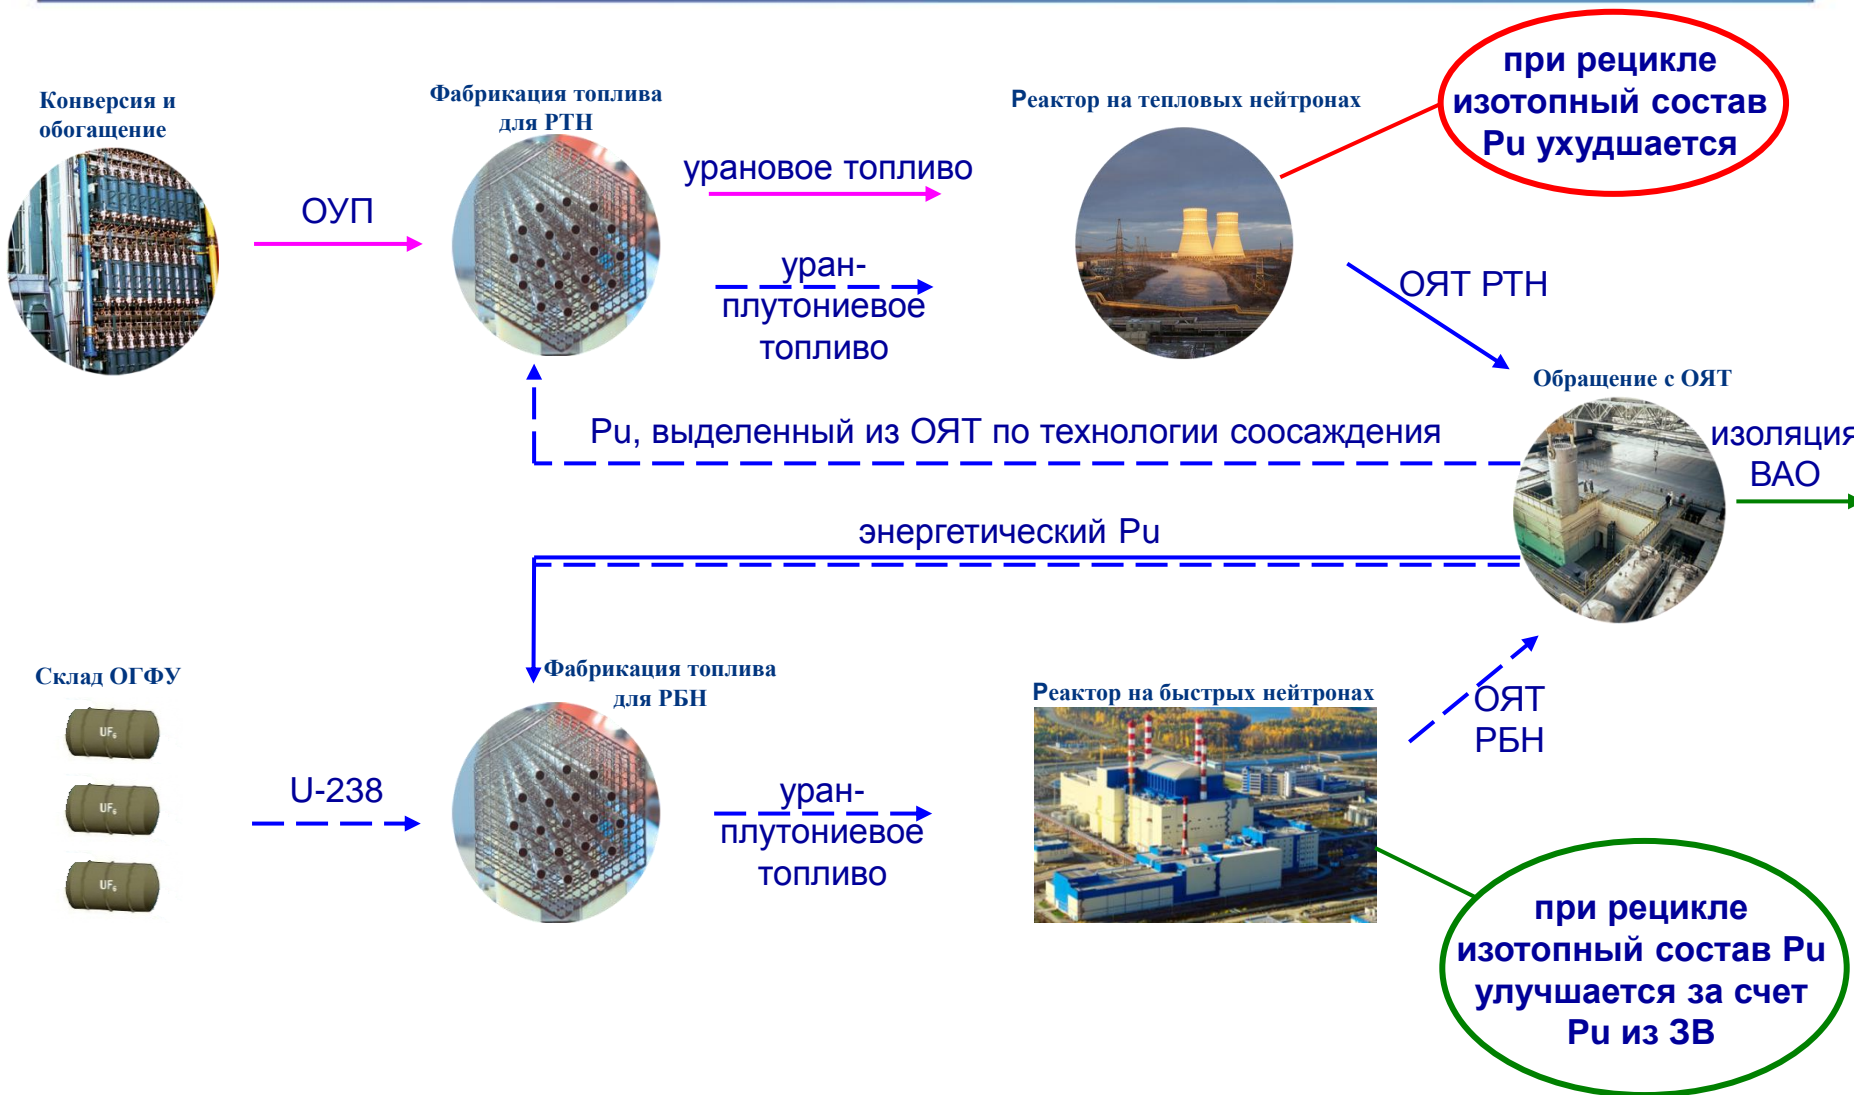 при рецикле
изотопный состав
Pu ухудшается
Конверсия и
обогащение
Фабрикация топлива
для РТН
Реактор на тепловых нейтронах
ОУП
урановое топливо
уран-
плутониевое
топливо
ОЯТ РТН
Обращение с ОЯТ
Pu, выделенный из ОЯТ по технологии соосаждения
изоляция
ВАО
энергетический Pu
Склад ОГФУ
Фабрикация топлива
для РБН
Реактор на быстрых нейтронах
ОЯТ
РБН
UF6
UF6
UF6
U-238
уран-
плутониевое
топливо
при рецикле
изотопный состав Pu
улучшается за счет
Pu из ЗВ